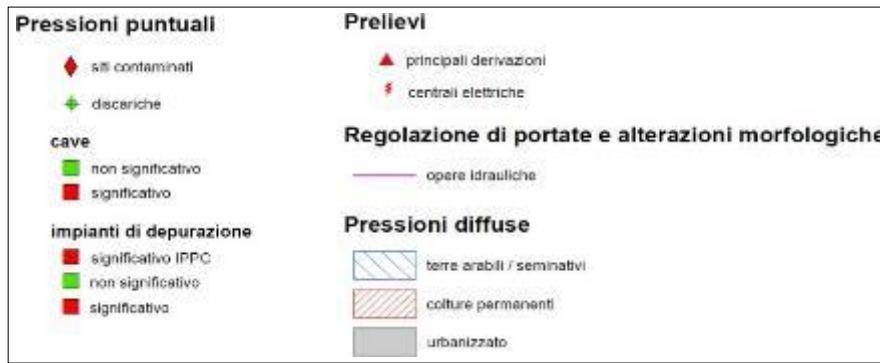 Pressioni puntuali
siti contaminati
discariche
cave
non significativo
significativo
impianti di depurazione
significativo IPPC
non significativo
significativo
Prelievi
principali derivazioni
centrali elettriche
Regolazione di portate e alterazioni morfologiche
opere idrauliche
Pressioni diffuse
terre arabili / seminativi
colture permanenti
urbanizzato